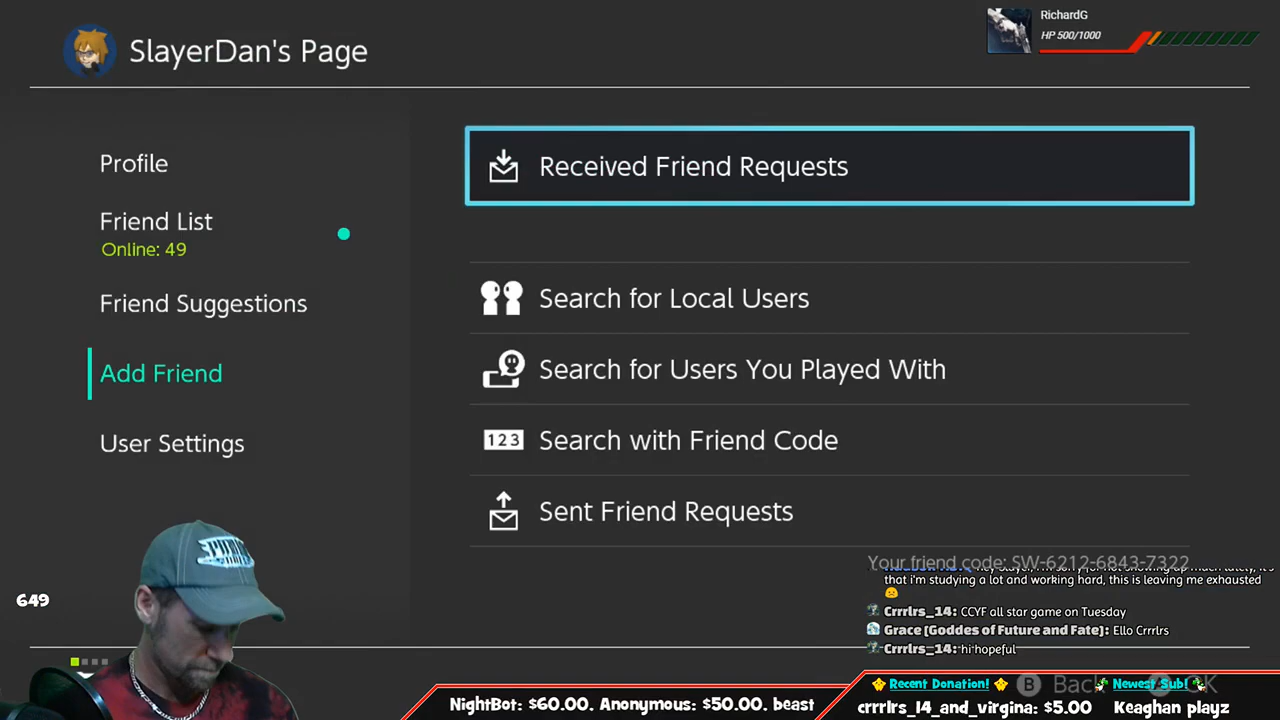 SlayerDan's Page
RichardG
HP 500/1000
Profile
Friend List
Online: 49
Friend Suggestions
Add Friend
User Settings
Received Friend Requests
Search for Local Users
Search for Users You Played With
123 Search with Friend Code
Sent Friend Requests
Your friend code: SW-6212-6843-7322
that i'm studying a lot and working hard, this is leaving me exhausted
Crrrlrs_14: CCYF all star game on Tuesday
Grace (Goddes of Future and Fate): Ello Crrrlrs
Crrrlrs_14: hi hopeful
649
B Back OK
Recent Donation! Newest Sub!
NightBot: $60.00. Anonymous: $50.00. beast
crrrlrs_14_and_virgina: $5.00 Keaghan playz